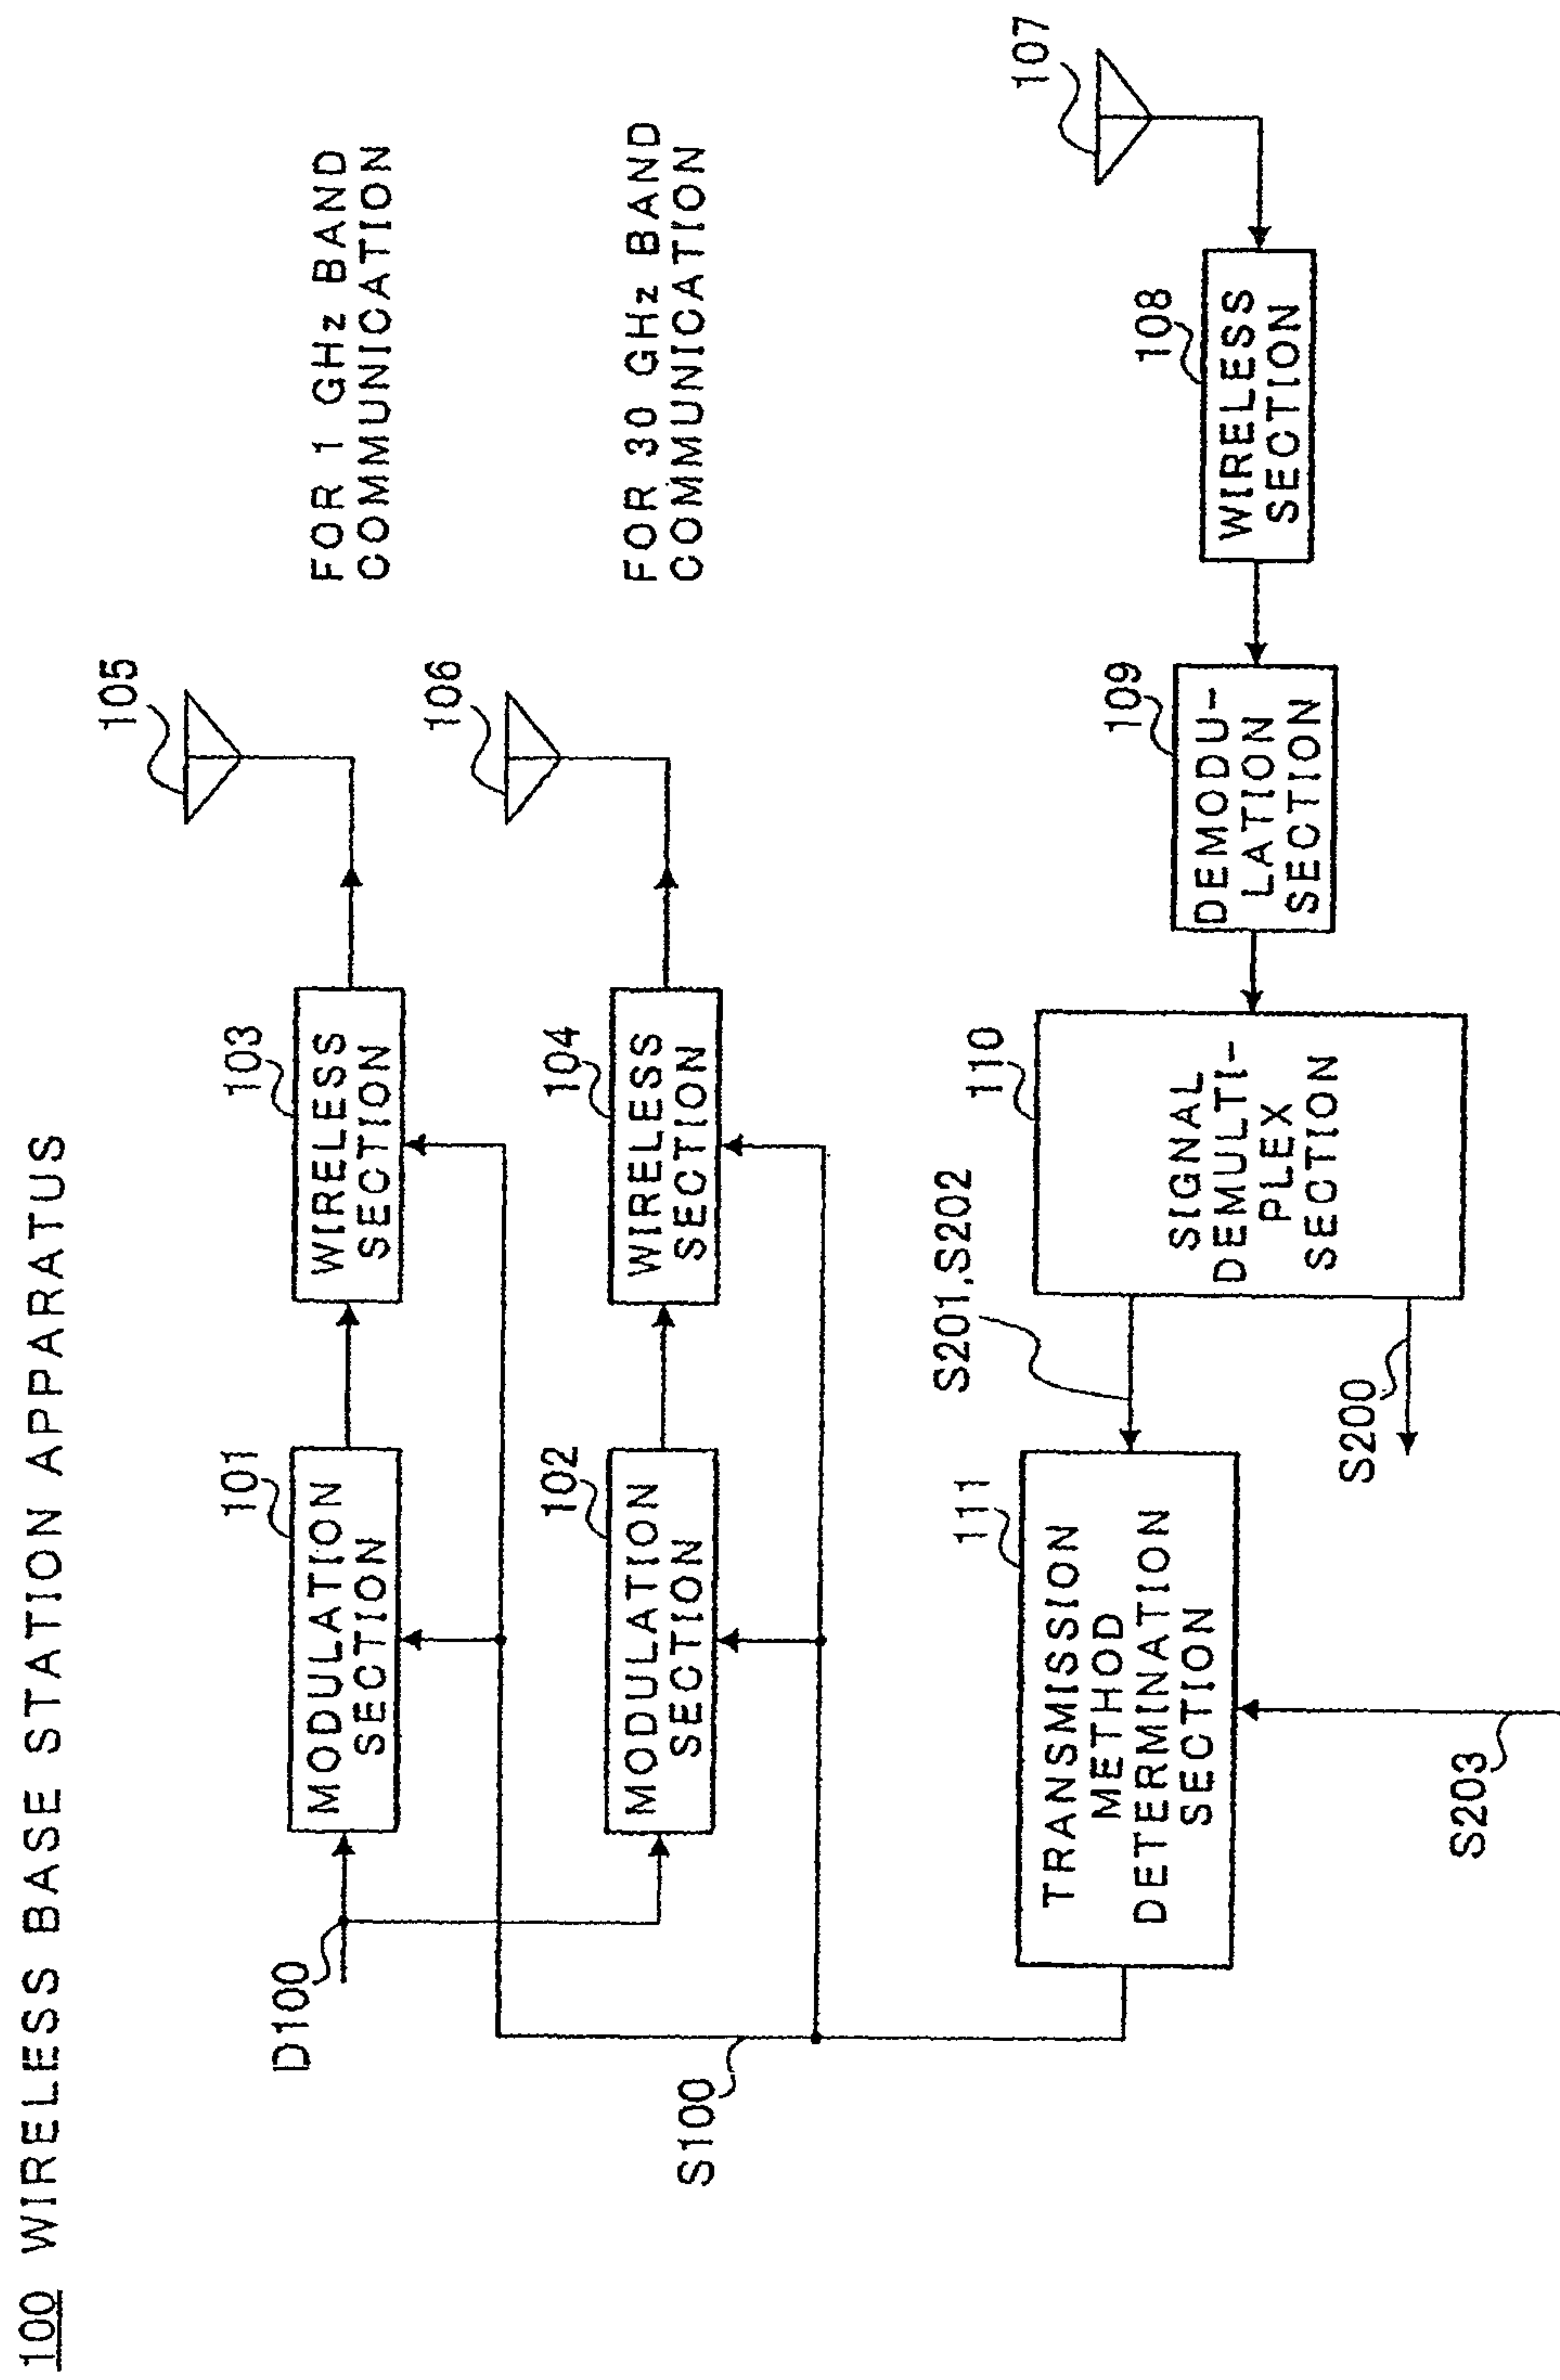 100 WIRELESS BASE STATION APPARATUS
105
101
103
D100
MODULATION
SECTION
WIRELESS
SECTION
FOR 1 GHz BAND
COMMUNICATION
106
102
104
MODULATION
SECTION
WIRELESS
SECTION
FOR 30 GHz BAND
COMMUNICATION
S100
S201,S202
111
110
107
TRANSMISSION
METHOD
DETERMINATION
SECTION
SIGNAL
DEMULTI-
PLEX
SECTION
109
DEMODU-
LATION
SECTION
108
WIRELESS
SECTION
S200
S203